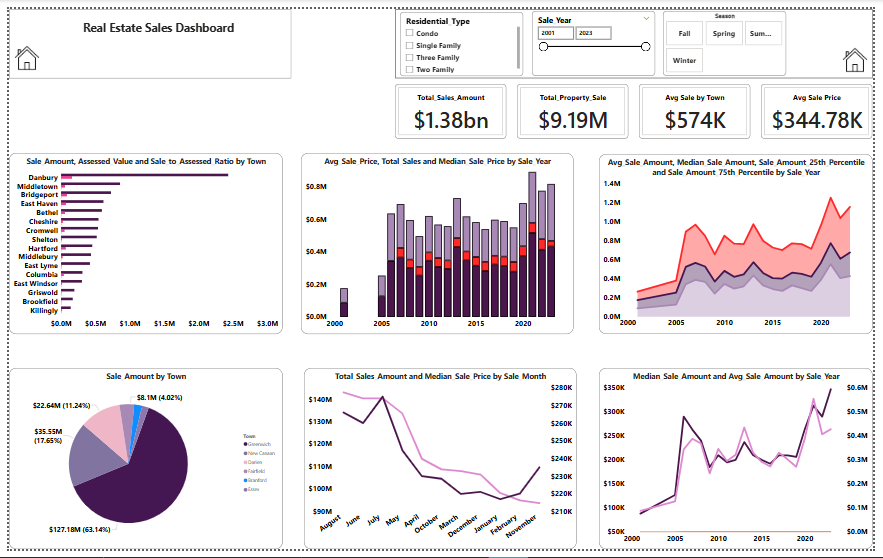 Real Estate Sales Dashboard
Residential_Type
Condo
Single Family
Three Family
Two Family
Sale Year
2001 2023
Season
Fall Spring Sum...
Winter
Total_Sales_Amount
$1.38bn
Total_Property_Sale
$9.19M
Avg Sale by Town
$574K
Avg Sale Price
$344.78K
Sale Amount, Assessed Value and Sale to Assessed Ratio by Town
Danbury
Middletown
Bridgeport
East Haven
Bethel
Cheshire
Cromwell
Shelton
Hartford
Middlebury
East Lyme
Columbia
East Windsor
Griswold
Brookfield
Killingly
$0.0M $0.5M $1.0M $1.5M $2.0M $2.5M $3.0M
Avg Sale Price, Total Sales and Median Sale Price by Sale Year
$0.8M
$0.6M
$0.4M
$0.2M
$0.0M
2000 2005 2010 2015 2020
Avg Sale Amount, Median Sale Amount, Sale Amount 25th Percentile
and Sale Amount 75th Percentile by Sale Year
1.4M
1.2M
1.0M
$0.8M
$0.6M
$0.4M
$0.2M
$0.0M
2000 2005 2010 2015 2020
Sale Amount by Town
$8.1M (4.02%)
$22.64M (11.24%)
$35.55M
(17.65%)
$127.18M (63.14%)
Town
Greenwich
New Canaan
Darien
Fairfield
Branford
Essex
Total Sales Amount and Median Sale Price by Sale Month
$140M
$130M
$120M
$110M
$100M
$90M
$280K
$270K
$260K
$250K
$240K
$230K
$220K
$210K
August June July May April October March December January February November
Median Sale Amount and Avg Sale Amount by Sale Year
$350K
$300K
$250K
$200K
$150K
$100K
$50K
$0.6M
$0.5M
$0.4M
$0.3M
$0.2M
$0.1M
$0.0M
2000 2005 2010 2015 2020